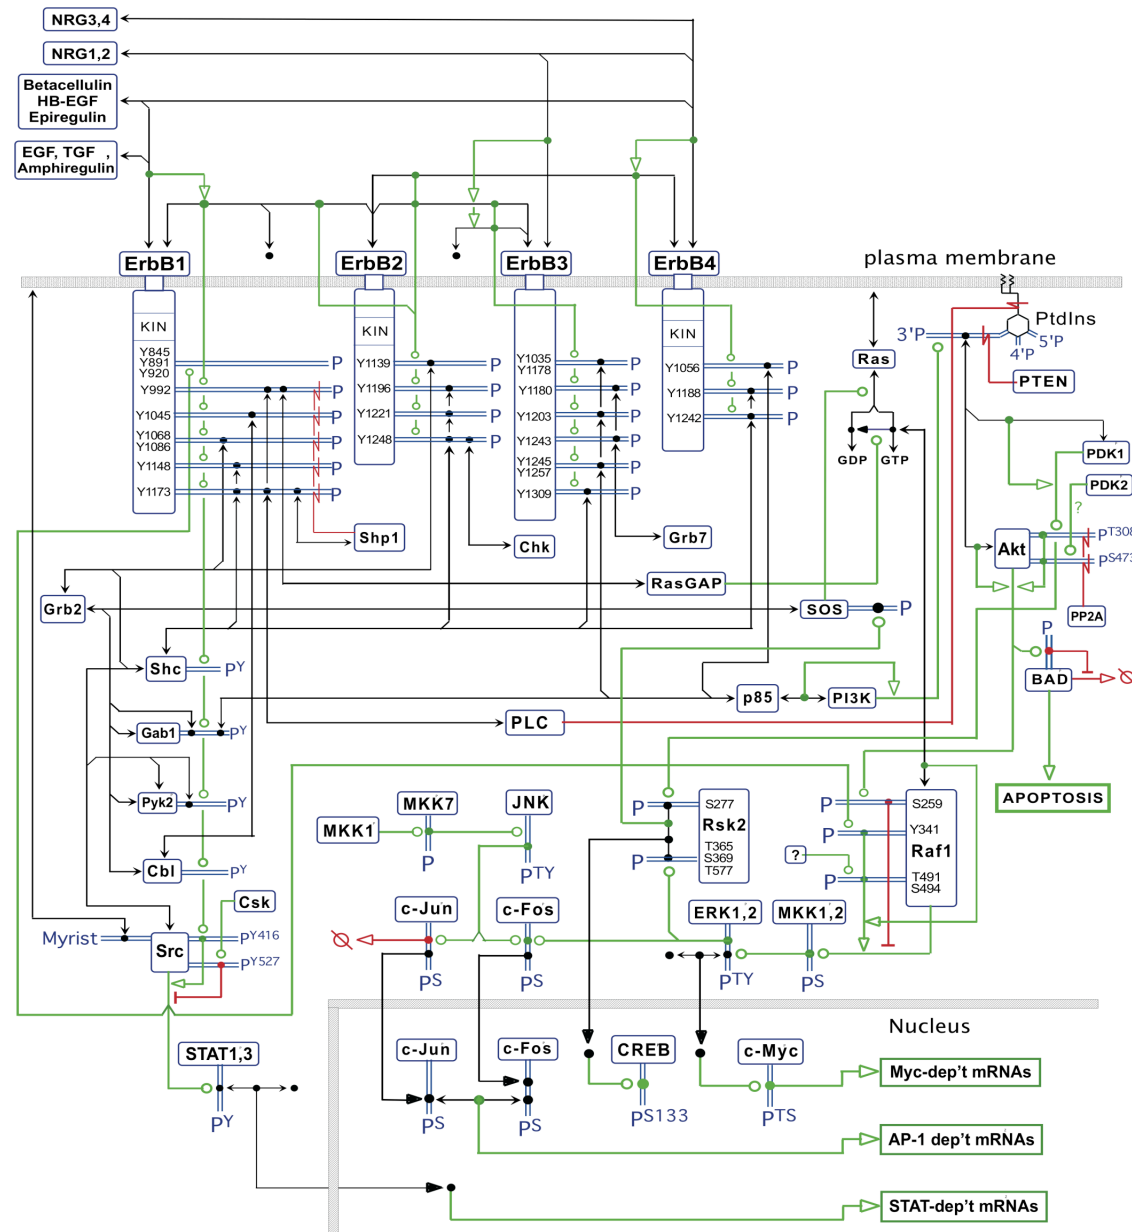 NRG3,4
NRG1,2
Betacellulin
HB-EGF
Epiregulin
EGF, TGF ,
Amphiregulin
ErbB1
ErbB2
ErbB3
ErbB4
plasma membrane
KIN
Y845
Y891
Y920
P
Y992
P
Y1045
P
Y1068
Y1086
P
Y1148
P
Y1173
P
KIN
Y1139
P
Y1196
P
Y1221
P
Y1248
P
Y1035
Y1178
P
Y1180
P
Y1203
P
Y1243
P
Y1245
Y1257
P
Y1309
P
KIN
Y1056
P
Y1188
P
Y1242
P
Ras
GDP
GTP
3'P
4'P
5'P
PtdIns
PTEN
PDK1
PDK2
?
Akt
PT308
PS473
PP2A
P
BAD
APOPTOSIS
Shp1
Chk
Grb7
RasGAP
Grb2
SOS
P
Shc
PY
p85
PI3K
Gab1
PY
PLC
Pyk2
PY
MKK7
JNK
MKK1
P
PTY
Cbl
PY
Csk
P
S277
Rsk2
P
T365
S369
T577
P
S259
P
Y341
Raf1
?
P
T491
S494
Myrist
Src
PY416
PY527
c-Jun
c-Fos
ERK1,2
MKK1,2
PS
PS
PTY
PS
Nucleus
STAT1,3
PY
c-Jun
c-Fos
CREB
c-Myc
PS
PS
PS133
PTS
Myc-dep't mRNAs
AP-1 dep't mRNAs
STAT-dep't mRNAs